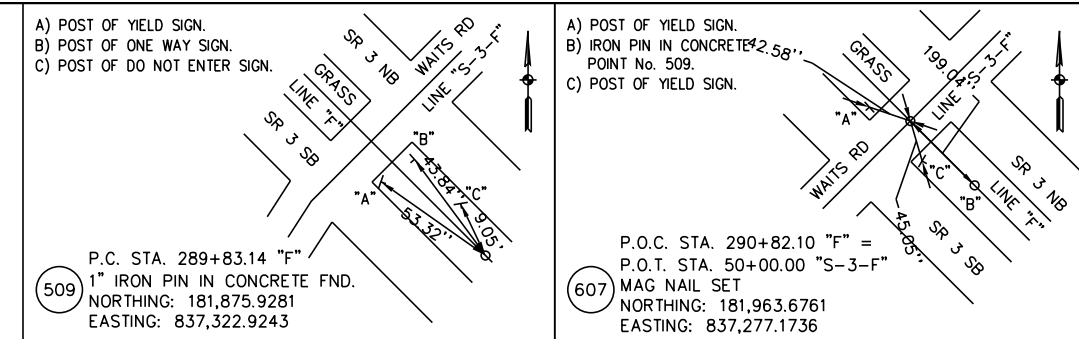 A) POST OF YIELD SIGN.
B) POST OF ONE WAY SIGN.
C) POST OF DO NOT ENTER SIGN.
SR 3 NB
WAITS RD
LINE "S-3-F"
GRASS
LINE "F"
SR 3 SB
"B"
"A"
"C"
43.84''
9.05'
53.32''
P.C. STA. 289+83.14 "F"
509
1" IRON PIN IN CONCRETE FND.
NORTHING: 181,875.9281
EASTING: 837,322.9243
A) POST OF YIELD SIGN.
B) IRON PIN IN CONCRETE
POINT No. 509.
C) POST OF YIELD SIGN.
42.58''
GRASS
199.04'
LINE "S-3-F"
"A"
WAITS RD
"C"
"B"
SR 3 NB
LINE "F"
SR 3 SB
45.05''
P.O.C. STA. 290+82.10 "F" =
P.O.T. STA. 50+00.00 "S-3-F"
607
MAG NAIL SET
NORTHING: 181,963.6761
EASTING: 837,277.1736